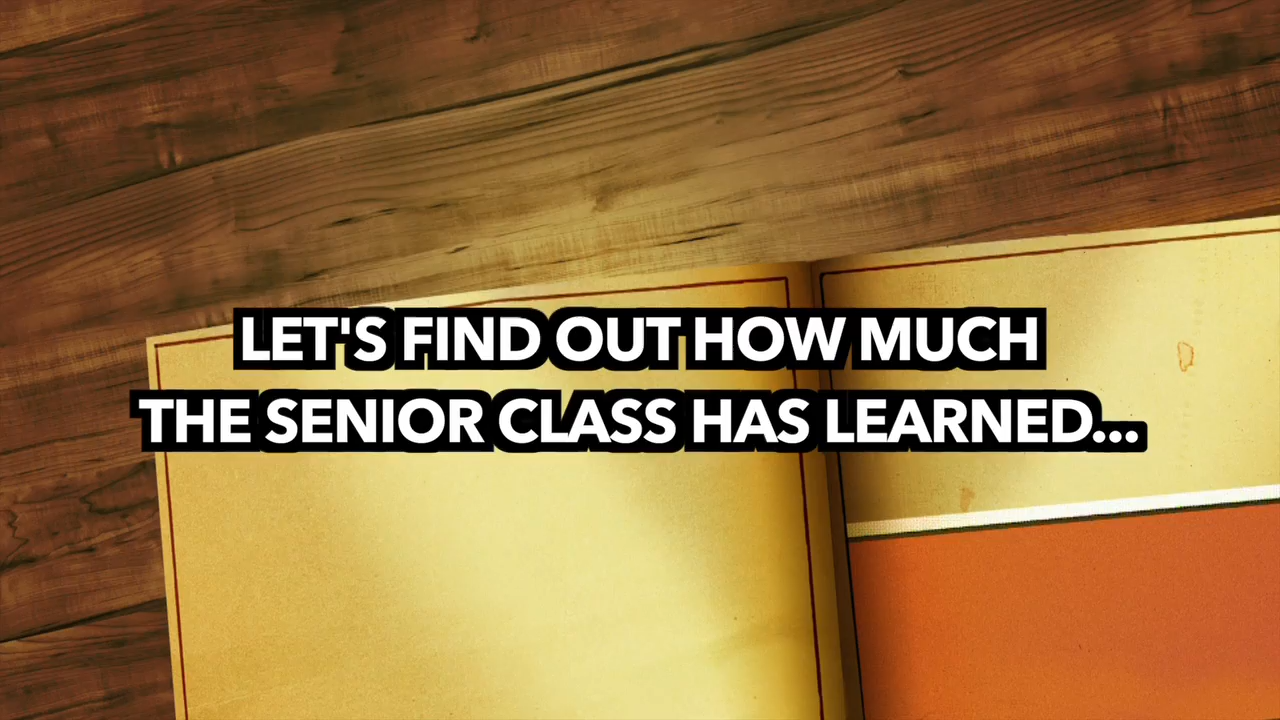 LET'S FIND OUT HOW MUCH
THE SENIOR CLASS HAS LEARNED...